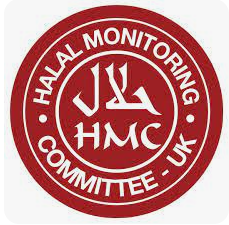 HALAL MONITORING
حلال
HMC
COMMITTEE - UK